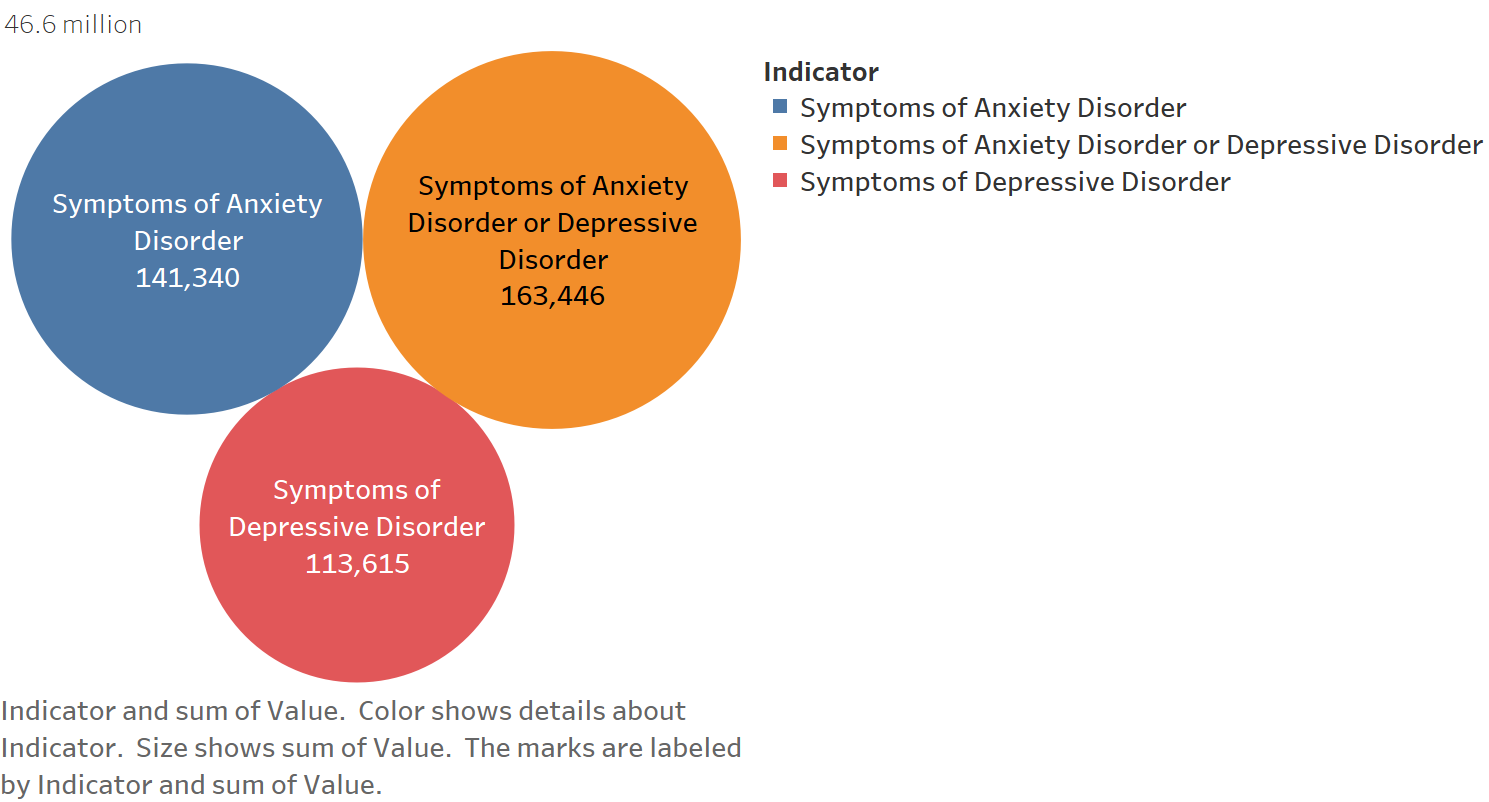 46.6 million
Symptoms of Anxiety
Disorder
141,340
Symptoms of Anxiety
Disorder or Depressive
Disorder
163,446
Symptoms of
Depressive Disorder
113,615
Indicator
Symptoms of Anxiety Disorder
Symptoms of Anxiety Disorder or Depressive Disorder
Symptoms of Depressive Disorder
Indicator and sum of Value.  Color shows details about
Indicator.  Size shows sum of Value.  The marks are labeled
by Indicator and sum of Value.